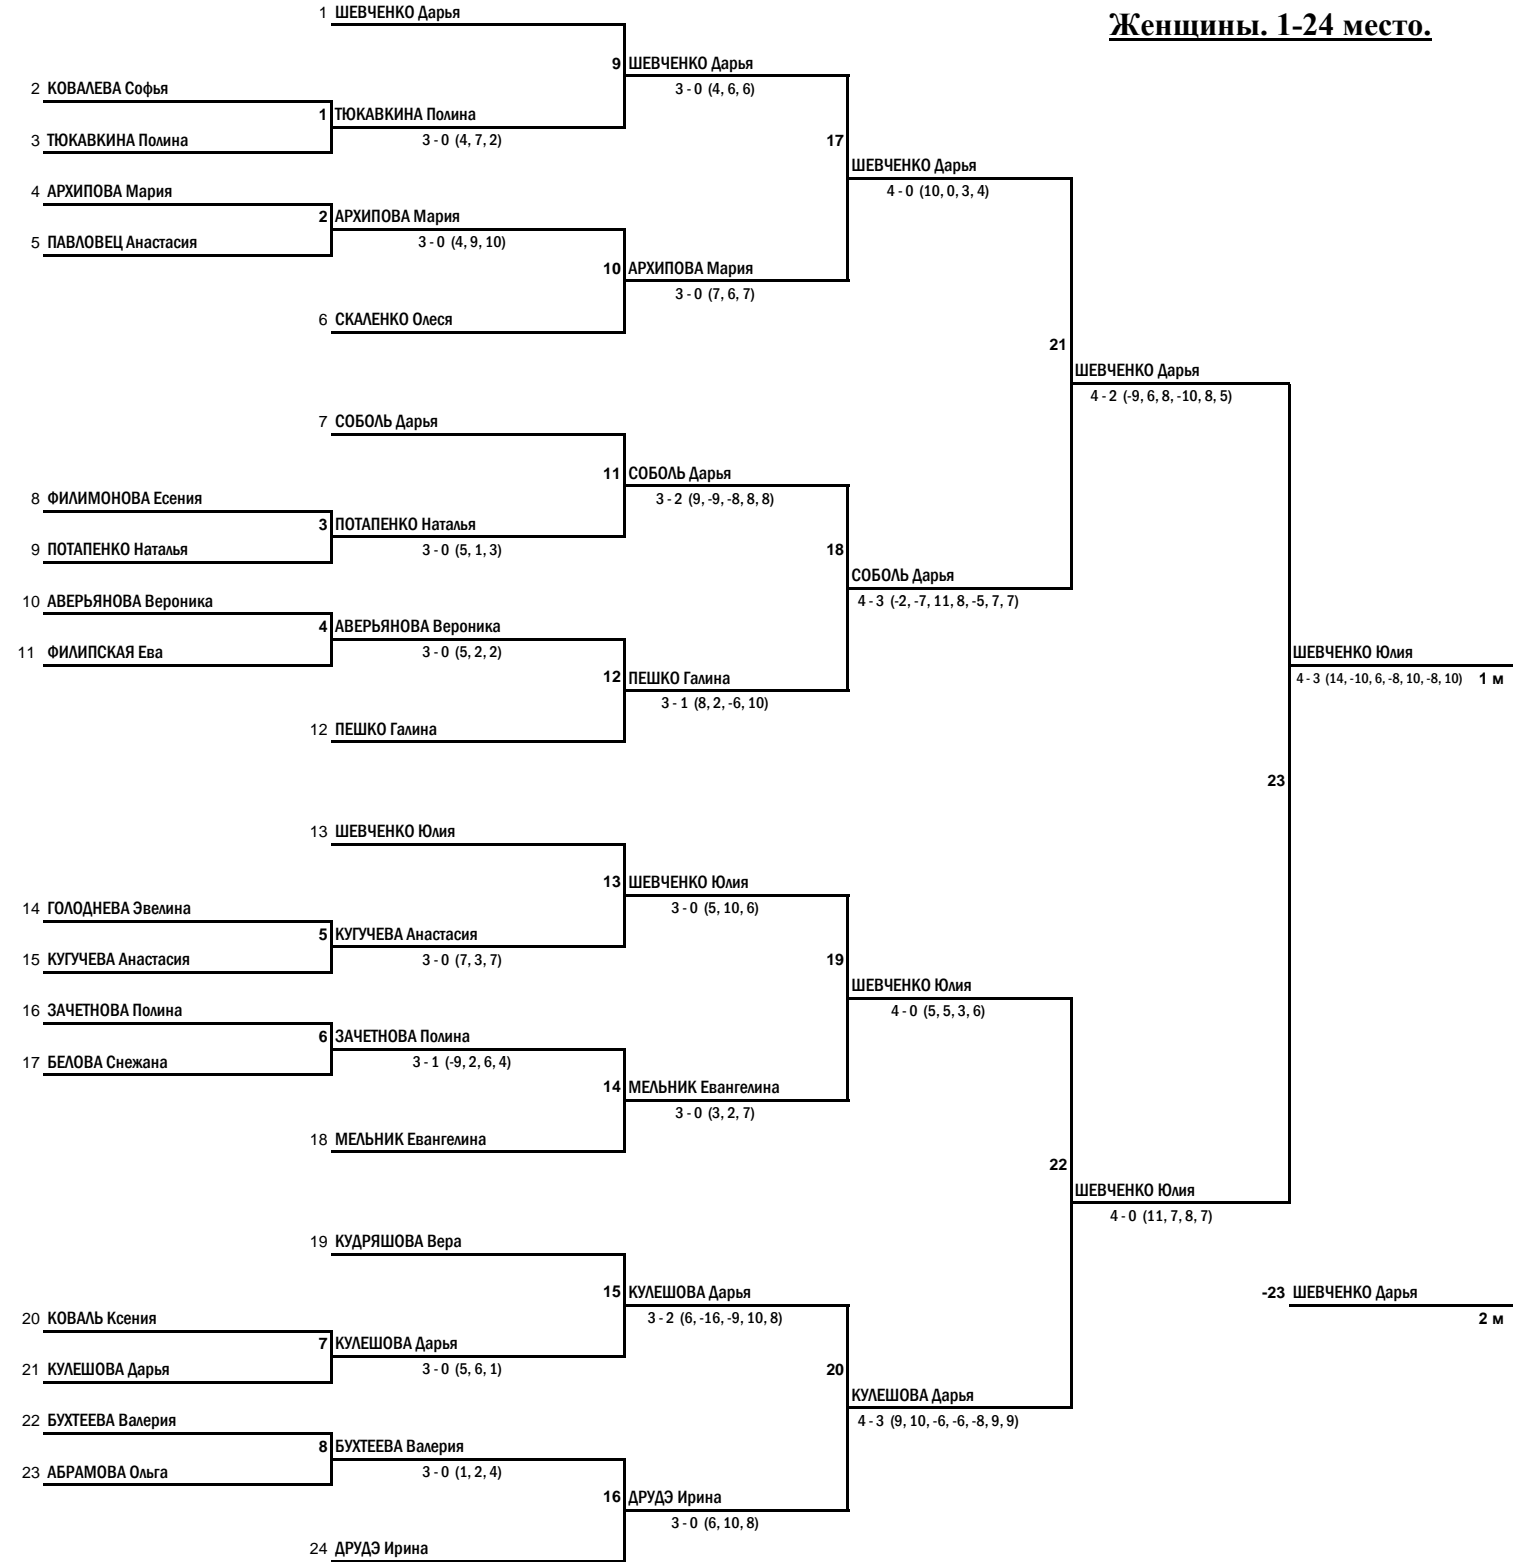 Женщины. 1-24 место.
1 ШЕВЧЕНКО Дарья
9 ШЕВЧЕНКО Дарья
3 - 0 (4, 6, 6)
2 КОВАЛЕВА Софья
1 ТЮКАВКИНА Полина
3 - 0 (4, 7, 2)
3 ТЮКАВКИНА Полина
17
ШЕВЧЕНКО Дарья
4 - 0 (10, 0, 3, 4)
4 АРХИПОВА Мария
2 АРХИПОВА Мария
3 - 0 (4, 9, 10)
5 ПАВЛОВЕЦ Анастасия
10 АРХИПОВА Мария
3 - 0 (7, 6, 7)
6 СКАЛЕНКО Олеся
21
ШЕВЧЕНКО Дарья
4 - 2 (-9, 6, 8, -10, 8, 5)
7 СОБОЛЬ Дарья
11 СОБОЛЬ Дарья
3 - 2 (9, -9, -8, 8, 8)
8 ФИЛИМОНОВА Есения
3 ПОТАПЕНКО Наталья
3 - 0 (5, 1, 3)
9 ПОТАПЕНКО Наталья
18
СОБОЛЬ Дарья
4 - 3 (-2, -7, 11, 8, -5, 7, 7)
10 АВЕРЬЯНОВА Вероника
4 АВЕРЬЯНОВА Вероника
3 - 0 (5, 2, 2)
11 ФИЛИПСКАЯ Ева
12 ПЕШКО Галина
3 - 1 (8, 2, -6, 10)
12 ПЕШКО Галина
ШЕВЧЕНКО Юлия
4 - 3 (14, -10, 6, -8, 10, -8, 10) 1 м
23
13 ШЕВЧЕНКО Юлия
13 ШЕВЧЕНКО Юлия
3 - 0 (5, 10, 6)
14 ГОЛОДНЕВА Эвелина
5 КУГУЧЕВА Анастасия
3 - 0 (7, 3, 7)
15 КУГУЧЕВА Анастасия
19
ШЕВЧЕНКО Юлия
4 - 0 (5, 5, 3, 6)
16 ЗАЧЕТНОВА Полина
6 ЗАЧЕТНОВА Полина
3 - 1 (-9, 2, 6, 4)
17 БЕЛОВА Снежана
14 МЕЛЬНИК Евангелина
3 - 0 (3, 2, 7)
18 МЕЛЬНИК Евангелина
22
ШЕВЧЕНКО Юлия
4 - 0 (11, 7, 8, 7)
19 КУДРЯШОВА Вера
15 КУЛЕШОВА Дарья
3 - 2 (6, -16, -9, 10, 8)
-23 ШЕВЧЕНКО Дарья
2 м
20 КОВАЛЬ Ксения
7 КУЛЕШОВА Дарья
3 - 0 (5, 6, 1)
21 КУЛЕШОВА Дарья
20
КУЛЕШОВА Дарья
4 - 3 (9, 10, -6, -6, -8, 9, 9)
22 БУХТЕЕВА Валерия
8 БУХТЕЕВА Валерия
3 - 0 (1, 2, 4)
23 АБРАМОВА Ольга
16 ДРУДЭ Ирина
3 - 0 (6, 10, 8)
24 ДРУДЭ Ирина